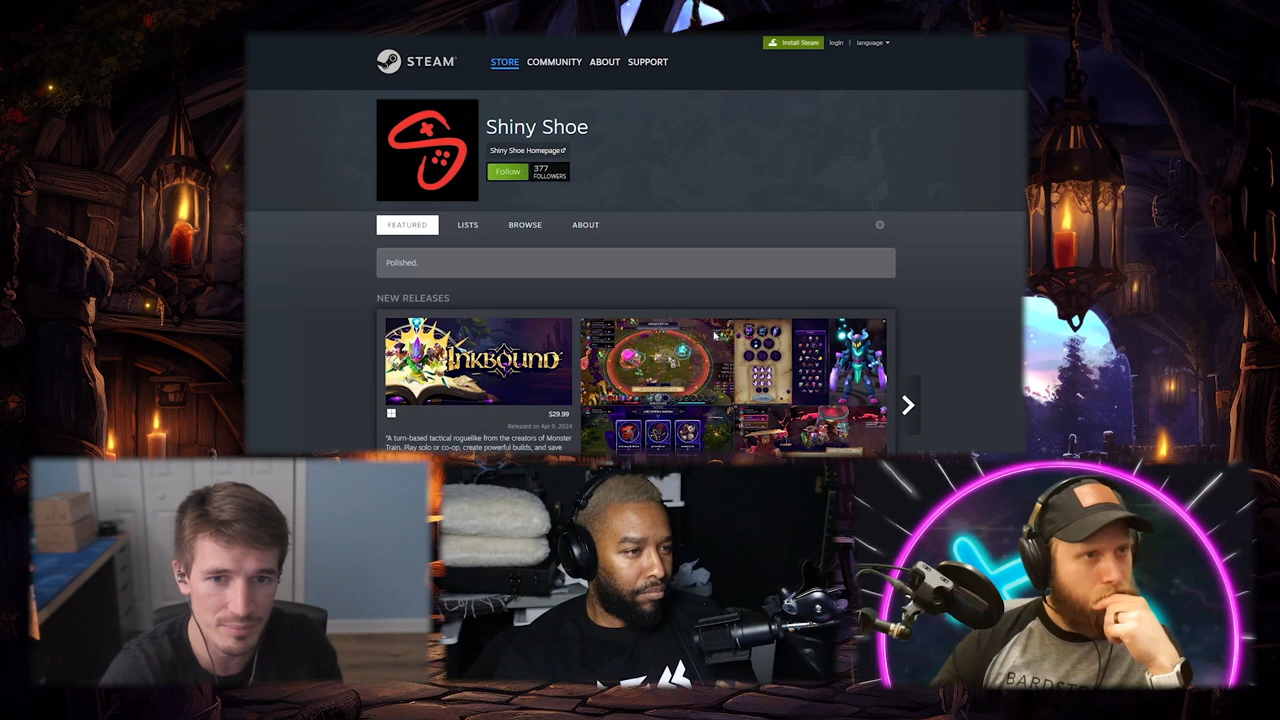 Install Steam
login
language
STEAM
STORE
COMMUNITY
ABOUT
SUPPORT
Shiny Shoe
Shiny Shoe Homepage
Follow
377
FOLLOWERS
FEATURED
LISTS
BROWSE
ABOUT
Polished.
NEW RELEASES
INKBOUND
$29.99
Released on Apr 9, 2024
"A turn-based tactical roguelike from the creators of Monster
Train. Play solo or co-op, create powerful builds, and save